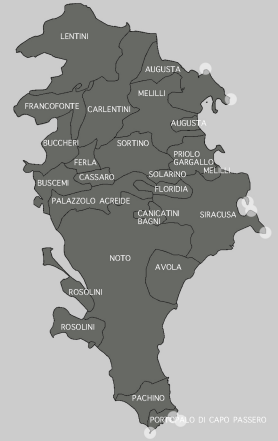 LENTINI
AUGUSTA
MELILLI
FRANCOFONTE
CARLENTINI
AUGUSTA
BUCCHERI
SORTINO
PRIOLO
GARGALLO
FERLA
MELILLI
CASSARO
SOLARINO
BUSCEMI
FLORIDIA
PALAZZOLO ACREIDE
CANICATINI
BAGNI
SIRACUSA
NOTO
AVOLA
ROSOLINI
ROSOLINI
PACHINO
PORTOPALO DI CAPO PASSERO